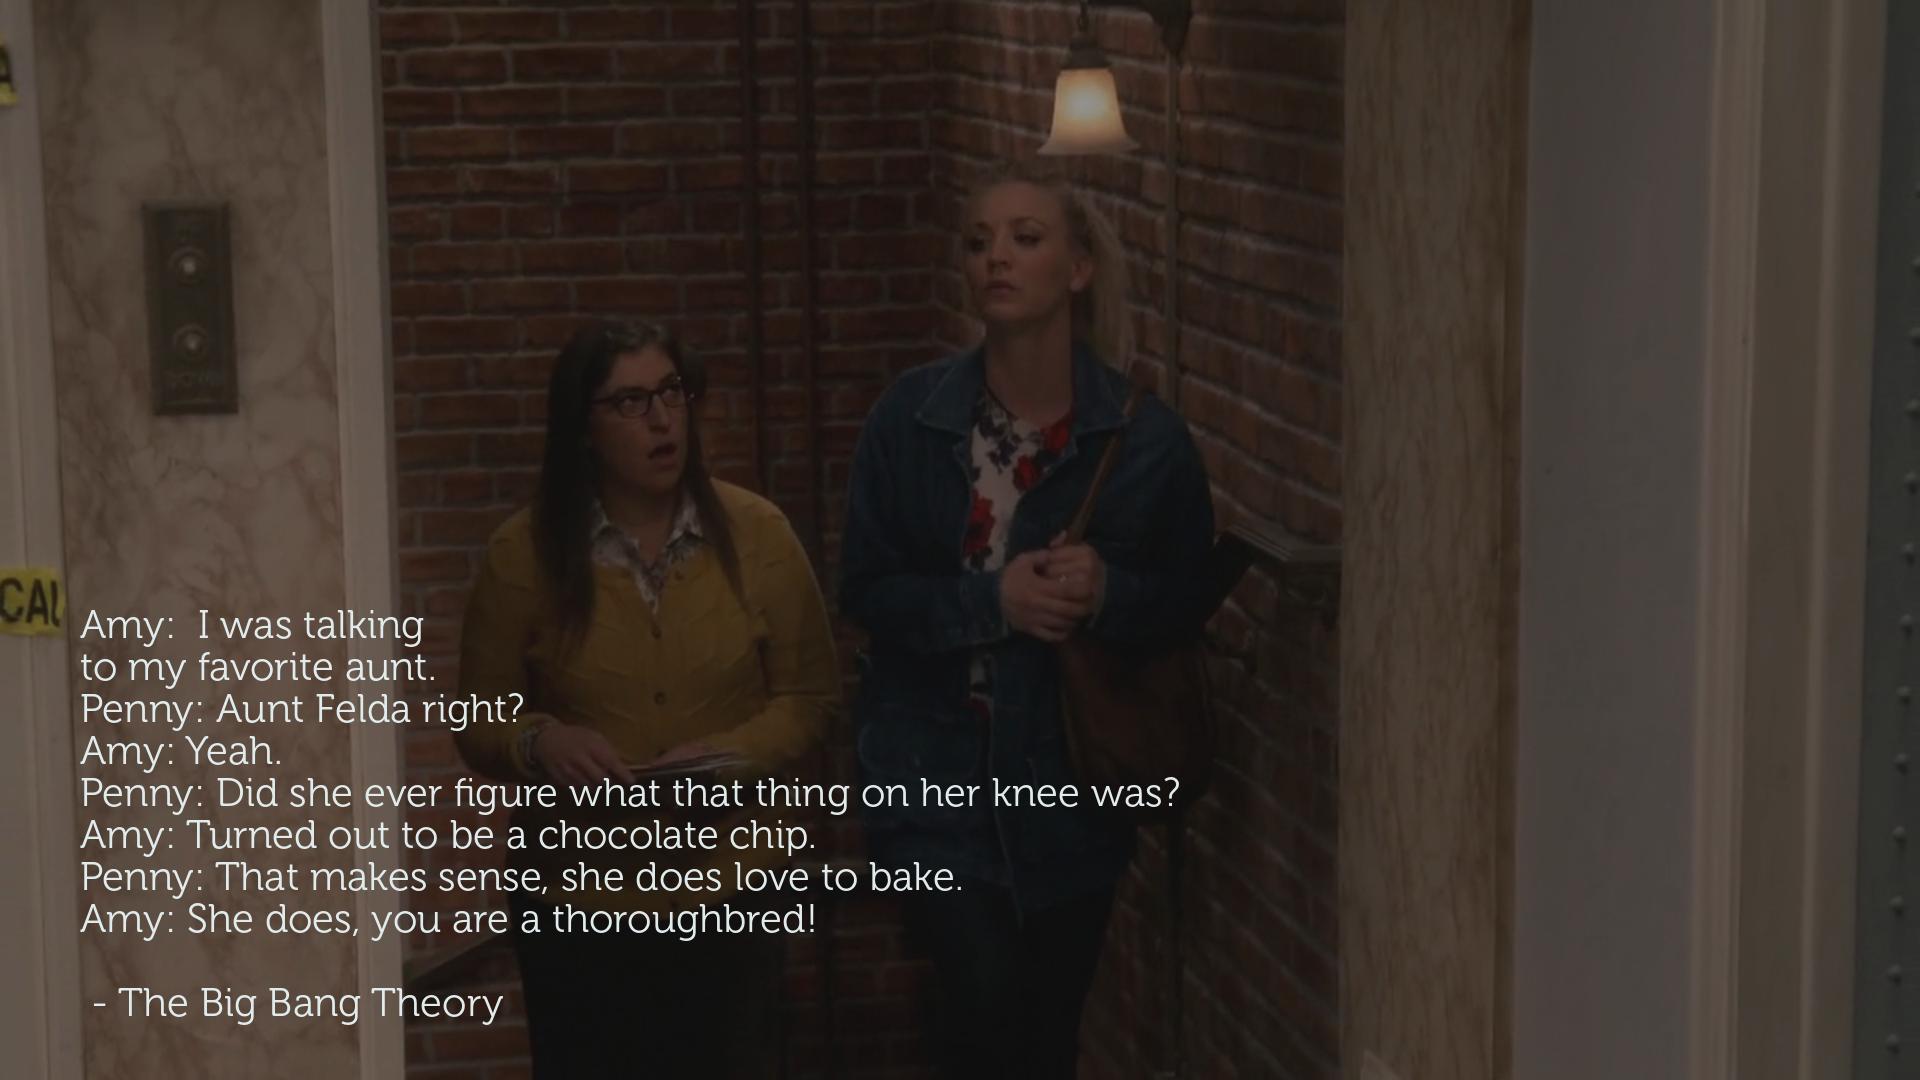 CAU
Amy:  I was talking
to my favorite aunt.
Penny: Aunt Felda right?
Amy: Yeah.
Penny: Did she ever figure what that thing on her knee was?
Amy: Turned out to be a chocolate chip.
Penny: That makes sense, she does love to bake.
Amy: She does, you are a thoroughbred!
- The Big Bang Theory